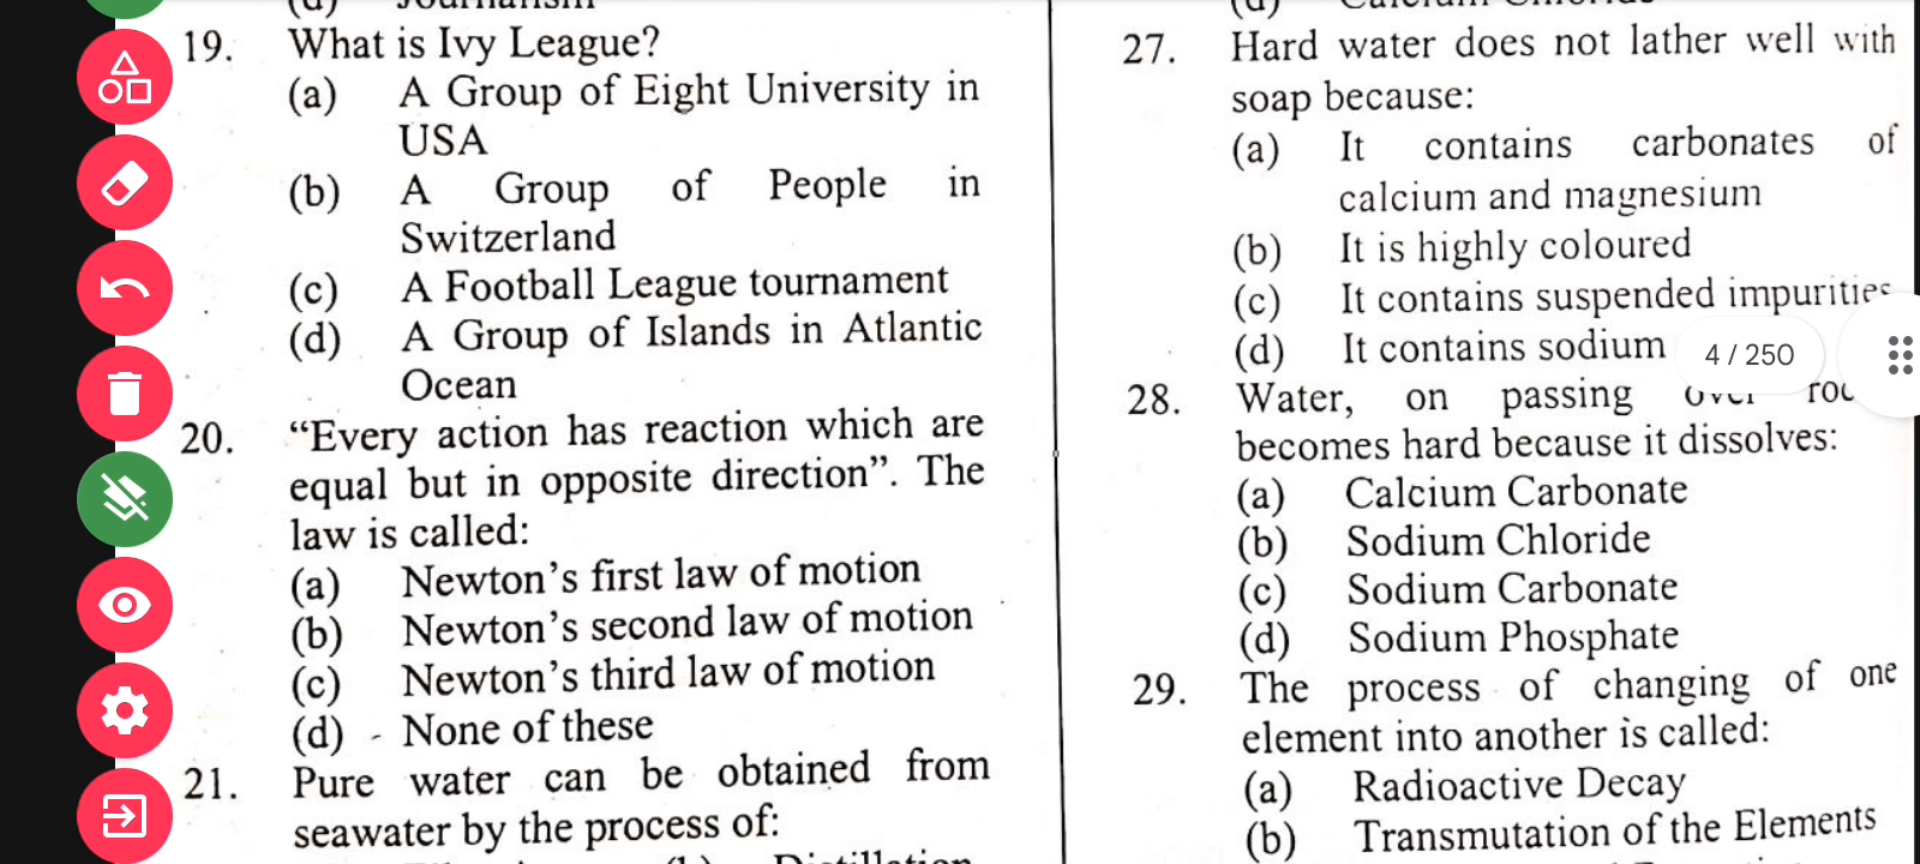 19. What is Ivy League?
(a) A Group of Eight University in
USA
(b) A Group of People in
Switzerland
(c) A Football League tournament
(d) A Group of Islands in Atlantic
Ocean
20. “Every action has reaction which are
equal but in opposite direction”. The
law is called:
(a) Newton’s first law of motion
(b) Newton’s second law of motion
(c) Newton’s third law of motion
(d) - None of these
21. Pure water can be obtained from
seawater by the process of:
(b) Distillation
27. Hard water does not lather well with
soap because:
(a) It contains carbonates of
calcium and magnesium
(b) It is highly coloured
(c) It contains suspended impurities
(d) It contains sodium
4 / 250
28. Water, on passing over
becomes hard because it dissolves:
(a) Calcium Carbonate
(b) Sodium Chloride
(c) Sodium Carbonate
(d) Sodium Phosphate
29. The process of changing of one
element into another is called:
(a) Radioactive Decay
(b) Transmutation of the Elements